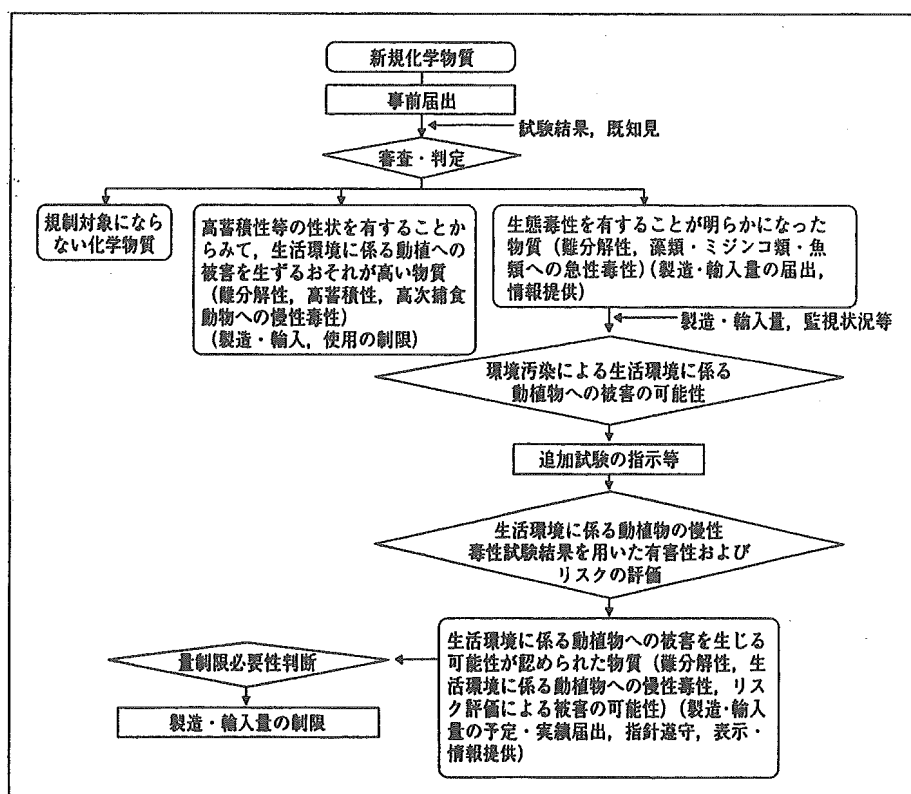 新規化学物質
事前届出
試験結果，既知見
審査・判定
規制対象になら
ない化学物質
高蓄積性等の性状を有することか
らみて，生活環境に係る動植への
被害を生ずるおそれが高い物質
（難分解性，高蓄積性，高次捕食
動物への慢性毒性）
（製造・輸入，使用の制限）
生態毒性を有することが明らかになった
物質（難分解性，藻類・ミジンコ類・魚
類への急性毒性）（製造・輸入量の届出，
情報提供）
製造・輸入量，監視状況等
環境汚染による生活環境に係る
動植物への被害の可能性
追加試験の指示等
生活環境に係る動植物の慢性
毒性試験結果を用いた有害性および
リスクの評価
生活環境に係る動植物への被害を生じる
可能性が認められた物質（難分解性，生
活環境に係る動植物への慢性毒性，リス
ク評価による被害の可能性）（製造・輸入
量の予定・実績届出，指針遵守，表示・
情報提供）
量制限必要性判断
製造・輸入量の制限